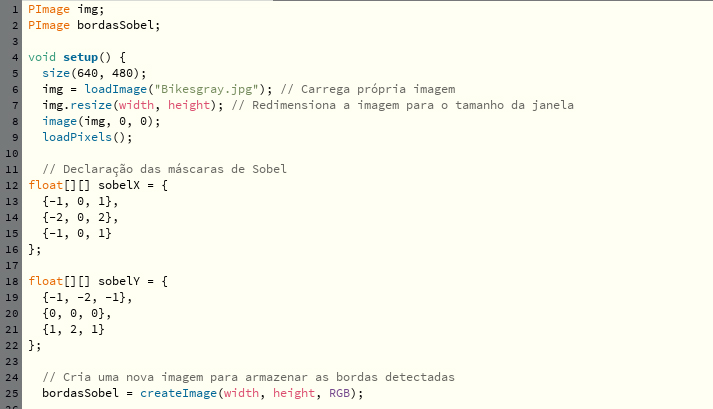 1 PImage img;
2 PImage bordasSobel;
3
4 void setup() {
5   size(640, 480);
6   img = loadImage("Bikesgray.jpg"); // Carrega própria imagem
7   img.resize(width, height); // Redimensiona a imagem para o tamanho da janela
8   image(img, 0, 0);
9   loadPixels();
10
11   // Declaração das máscaras de Sobel
12 float[][] sobelX = {
13   {-1, 0, 1},
14   {-2, 0, 2},
15   {-1, 0, 1}
16 };
17
18 float[][] sobelY = {
19   {-1, -2, -1},
20   {0, 0, 0},
21   {1, 2, 1}
22 };
23
24   // Cria uma nova imagem para armazenar as bordas detectadas
25   bordasSobel = createImage(width, height, RGB);